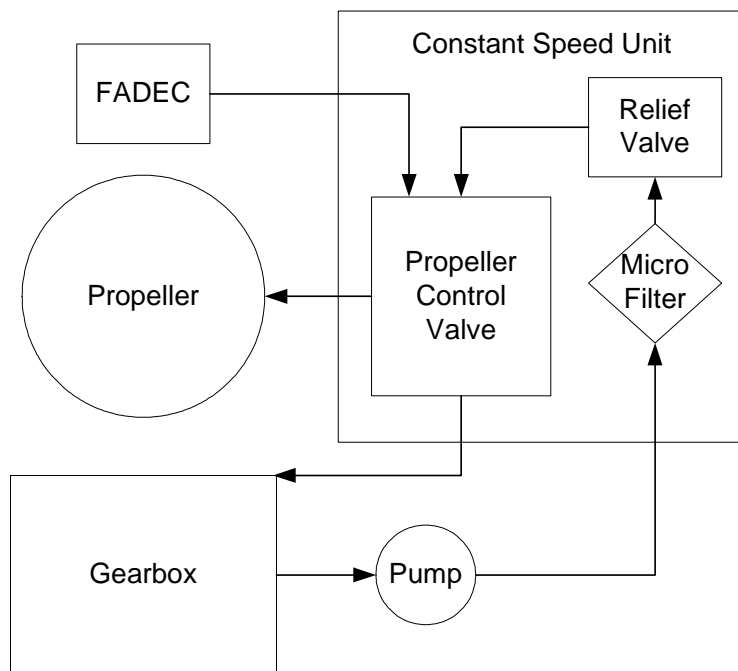 Constant Speed Unit
FADEC
Relief
Valve
Propeller
Propeller
Control
Valve
Micro
Filter
Gearbox
Pump